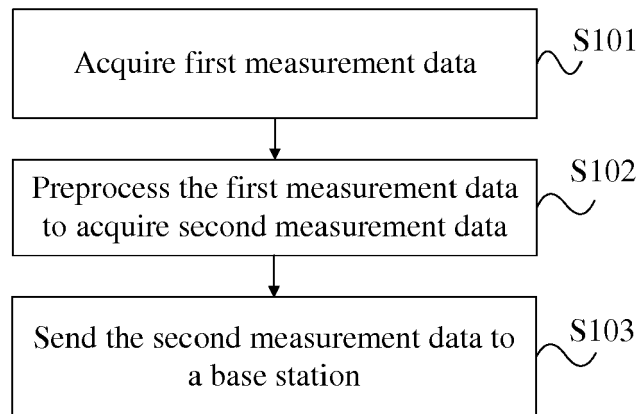 Acquire first measurement data
S101
Preprocess the first measurement data
to acquire second measurement data
S102
Send the second measurement data to
a base station
S103